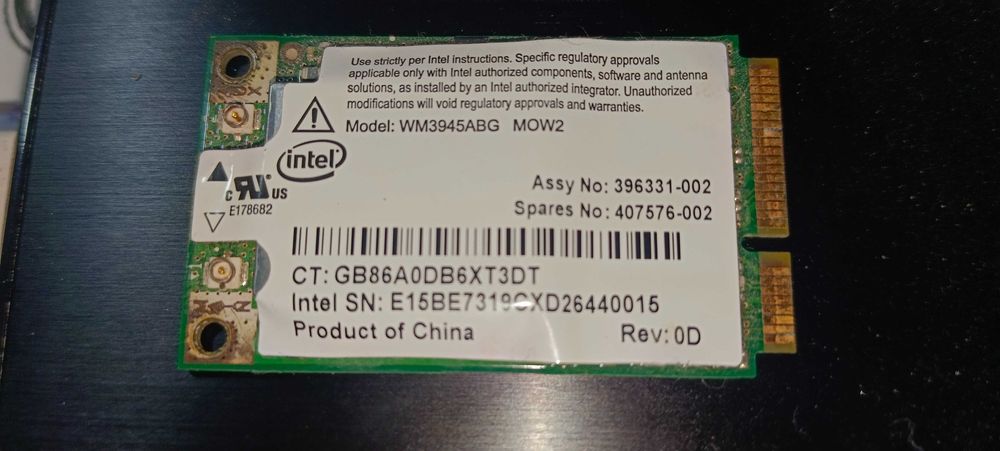 Use strictly per Intel instructions. Specific regulatory approvals
applicable only with Intel authorized components, software and antenna
solutions, as installed by an Intel authorized integrator. Unauthorized
modifications will void regulatory approvals and warranties.
Model: WM3945ABG MOW2
intel
Assy No: 396331-002
c RU US
Spares No: 407576-002
E178682
CT: GB86A0DB6XT3DT
Intel SN: E15BE7319CXD26440015
Product of China Rev: 0D